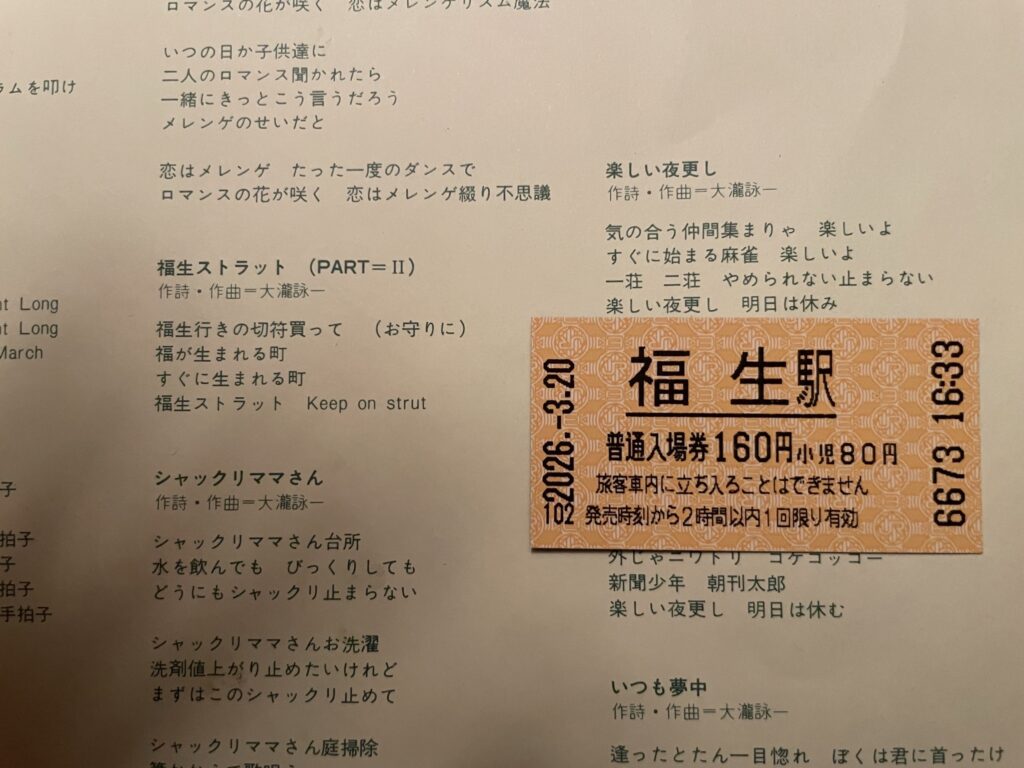 ラムを叩け
nt Long
nt Long
March
子
拍子
子
拍子
手拍子
ロマンスの花が咲く 恋はメレンゲリズム魔法
いつの日か子供達に
二人のロマンス聞かれたら
一緒にきっとこう言うだろう
メレンゲのせいだと
恋はメレンゲ たった一度のダンスで
ロマンスの花が咲く 恋はメレンゲ綴り不思議
福生ストラット (PART=II)
作詩・作曲=大瀧詠一
福生行きの切符買って (お守りに)
福が生まれる町
すぐに生まれる町
福生ストラット Keep on strut
シャックリママさん
作詩・作曲=大瀧詠一
シャックリママさん台所
水を飲んでも びっくりしても
どうにもシャックリ止まらない
シャックリママさんお洗濯
洗剤値上がり止めたいけれど
まずはこのシャックリ止めて
シャックリママさん庭掃除
楽しい夜更し
作詩・作曲=大瀧詠一
気の合う仲間集まりゃ 楽しいよ
すぐに始まる麻雀 楽しいよ
一荘 二荘 やめられない止まらない
楽しい夜更し 明日は休み
2026.-3.20
102
福生駅
普通入場券160円小児80円
旅客車内に立ち入ることはできません
発売時刻から2時間以内1回限り有効
6673 16:33
外じゃニワトリ コケコッコー
新聞少年 朝刊太郎
楽しい夜更し 明日は休む
いつも夢中
作詩・作曲=大瀧詠一
逢ったとたん一目惚れ ぼくは君に首ったけ